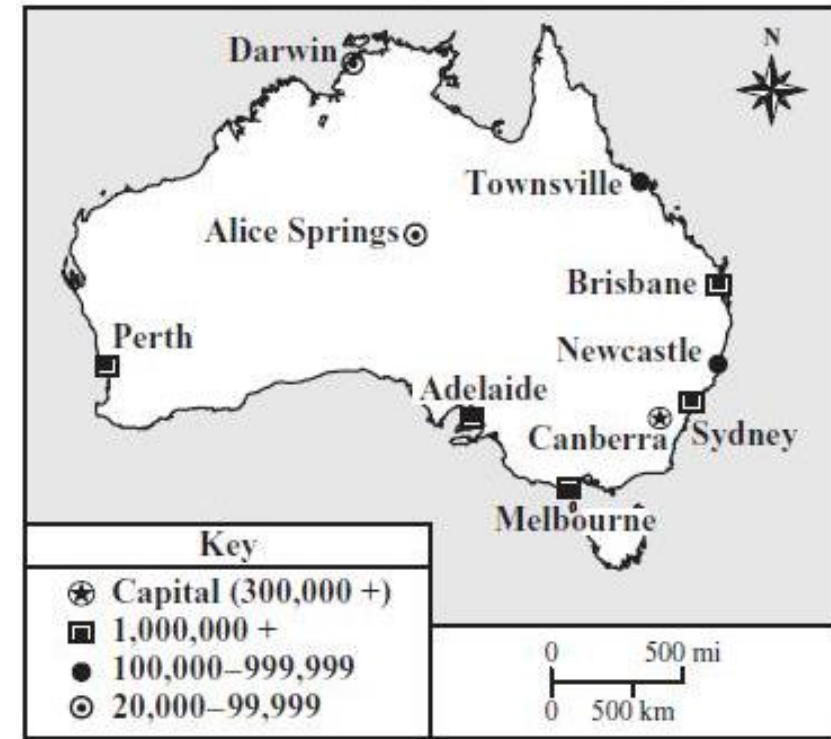 Darwin
N
Townsville
Alice Springs
Brisbane
Perth
Newcastle
Adelaide
Canberra
Sydney
Melbourne
Key
Capital (300,000 +)
1,000,000 +
100,000–999,999
20,000–99,999
0 500 mi
0 500 km